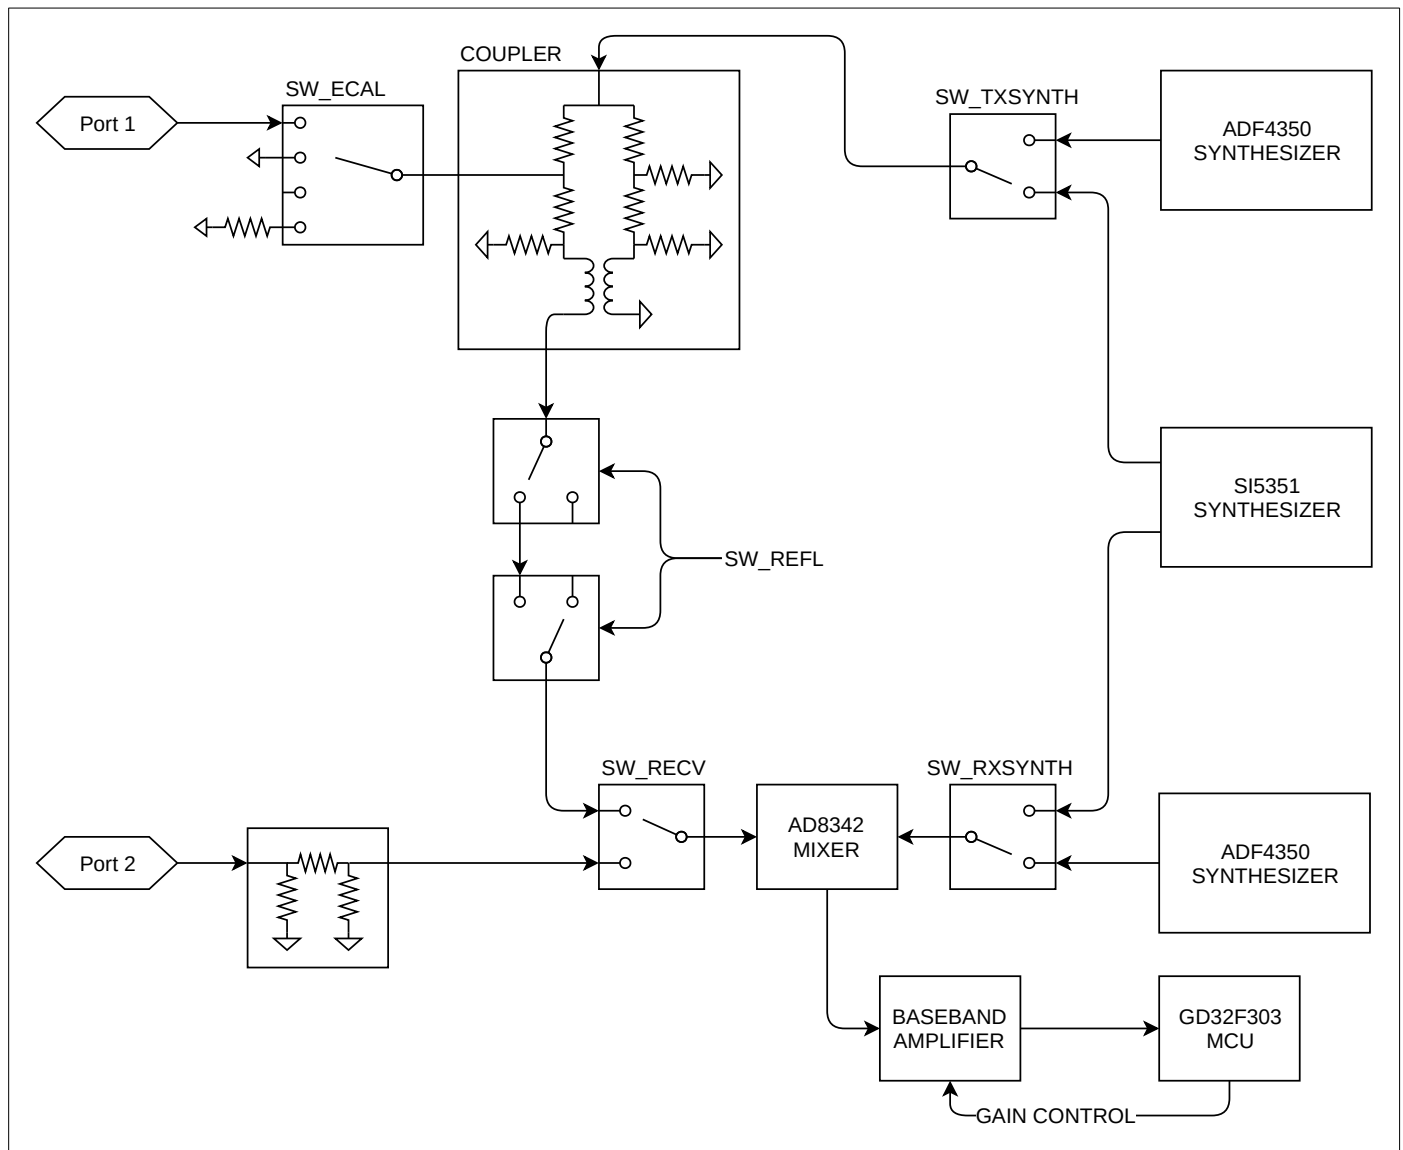 COUPLER
SW_ECAL
Port 1
SW_TXSYNTH
ADF4350
SYNTHESIZER
SI5351
SYNTHESIZER
SW_REFL
SW_RECV
SW_RXSYNTH
AD8342
MIXER
ADF4350
SYNTHESIZER
Port 2
BASEBAND
AMPLIFIER
GD32F303
MCU
GAIN CONTROL